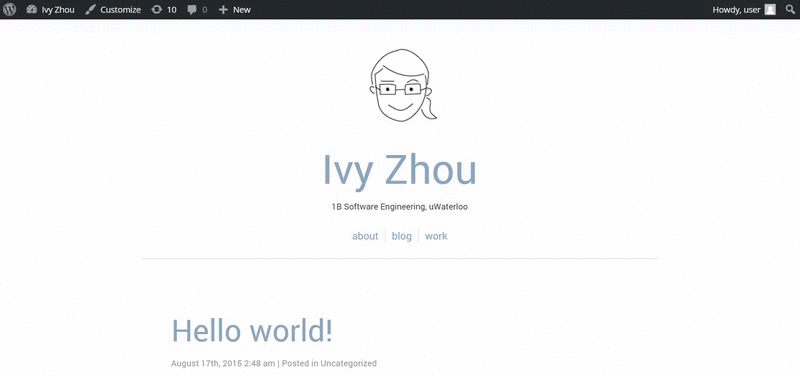 Ivy Zhou Customize 10 0 New Howdy, user
Ivy Zhou
1B Software Engineering, uWaterloo
about blog work
Hello world!
August 17th, 2015 2:48 am | Posted in Uncategorized